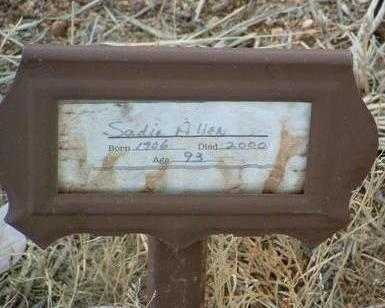 Sadie Allen
Born 1906 Died 2000
Age 93